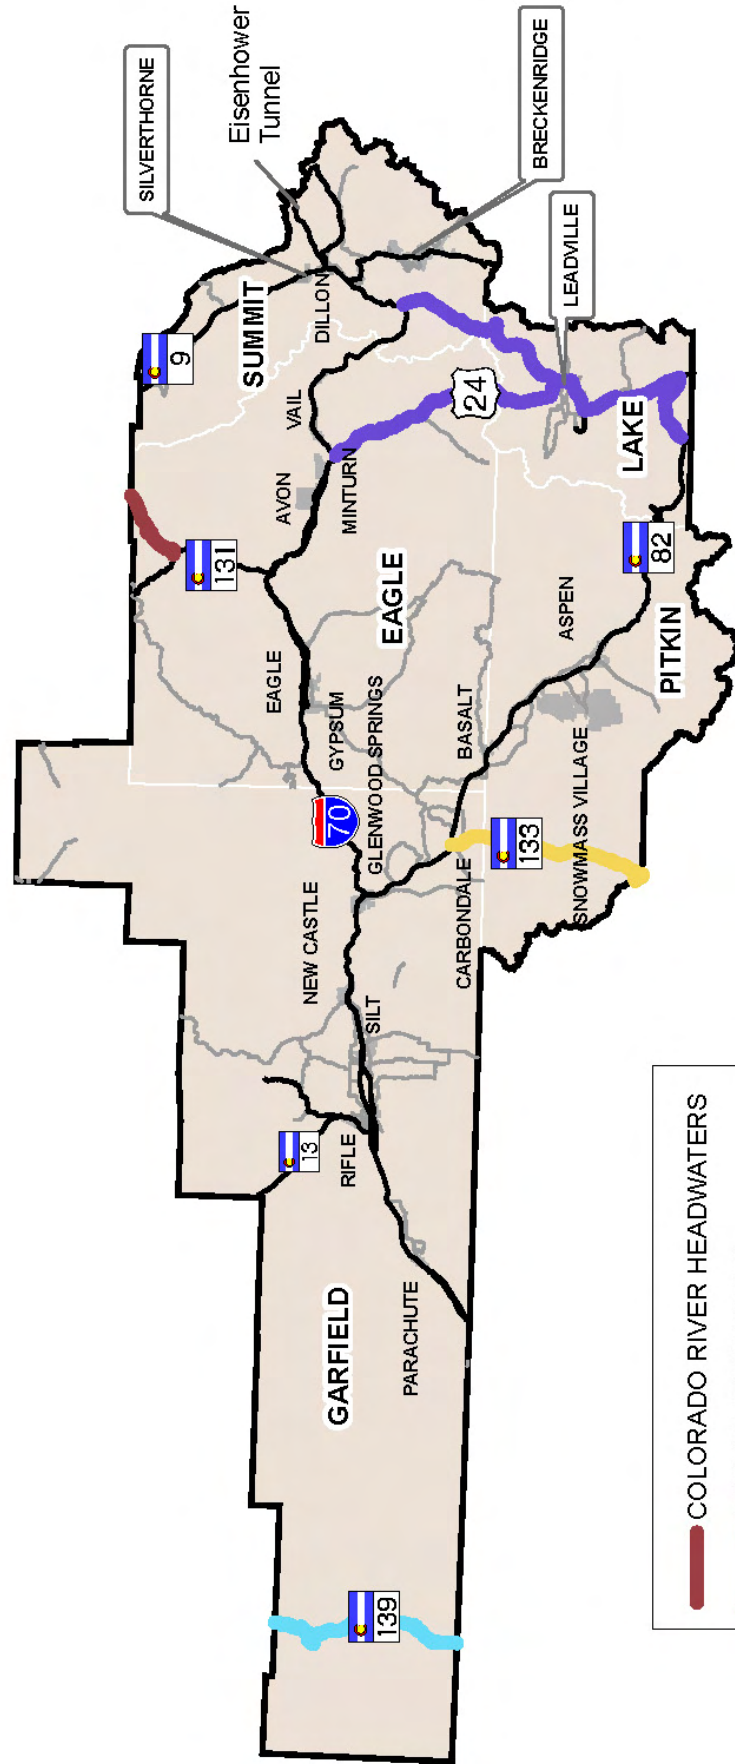 SILVERTHORNE
Eisenhower
Tunnel
9
SUMMIT
DILLON
BRECKENRIDGE
VAIL
LEADVILLE
24
AVON
MINTURN
LAKE
131
EAGLE
82
EAGLE
ASPEN
PITKIN
GYPSUM
BASALT
70
GLENWOOD SPRINGS
SNOWMASS VILLAGE
133
NEW CASTLE
CARBONDALE
SILT
13
RIFLE
GARFIELD
PARACHUTE
139
COLORADO RIVER HEADWATERS